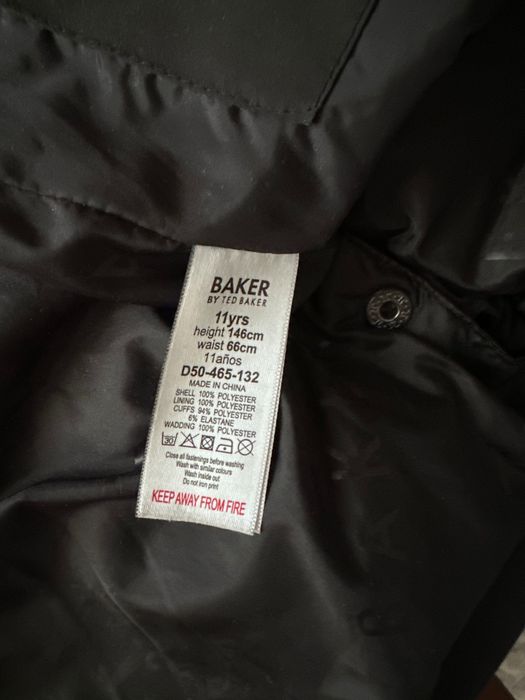 BAKER
BY TED BAKER
11yrs
height 146cm
waist 66cm
11años
D50-465-132
MADE IN CHINA
SHELL 100% POLYESTER
LINING 100% POLYESTER
CUFFS 94% POLYESTER
6% ELASTANE
WADDING 100% POLYESTER
30
Close all fastenings before washing
Wash with similar colours
Wash inside out
Do not iron print
KEEP AWAY FROM FIRE